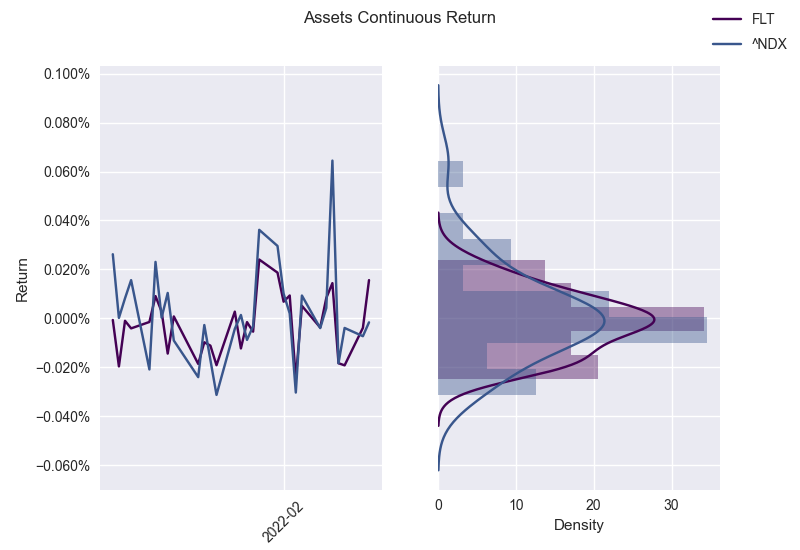 Assets Continuous Return
FLT
^NDX
0.100%
0.080%
0.060%
0.040%
0.020%
0.000%
−0.020%
−0.040%
−0.060%
Return
2022-02
0 10 20 30
Density